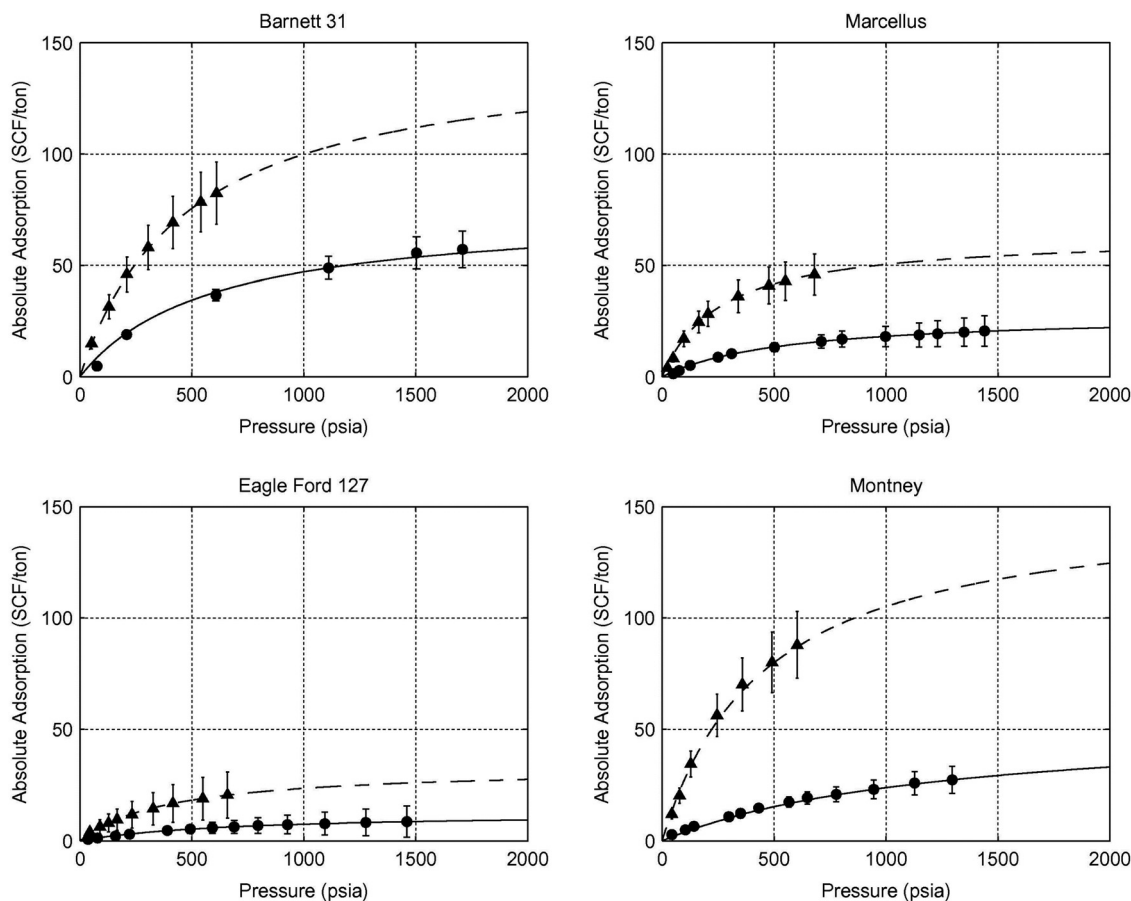 Barnett 31
150
100
50
0
Absolute Adsorption (SCF/ton)
0 500 1000 1500 2000
Pressure (psia)
Marcellus
150
100
50
0
Absolute Adsorption (SCF/ton)
0 500 1000 1500 2000
Pressure (psia)
Eagle Ford 127
150
100
50
0
Absolute Adsorption (SCF/ton)
0 500 1000 1500 2000
Pressure (psia)
Montney
150
100
50
0
Absolute Adsorption (SCF/ton)
0 500 1000 1500 2000
Pressure (psia)